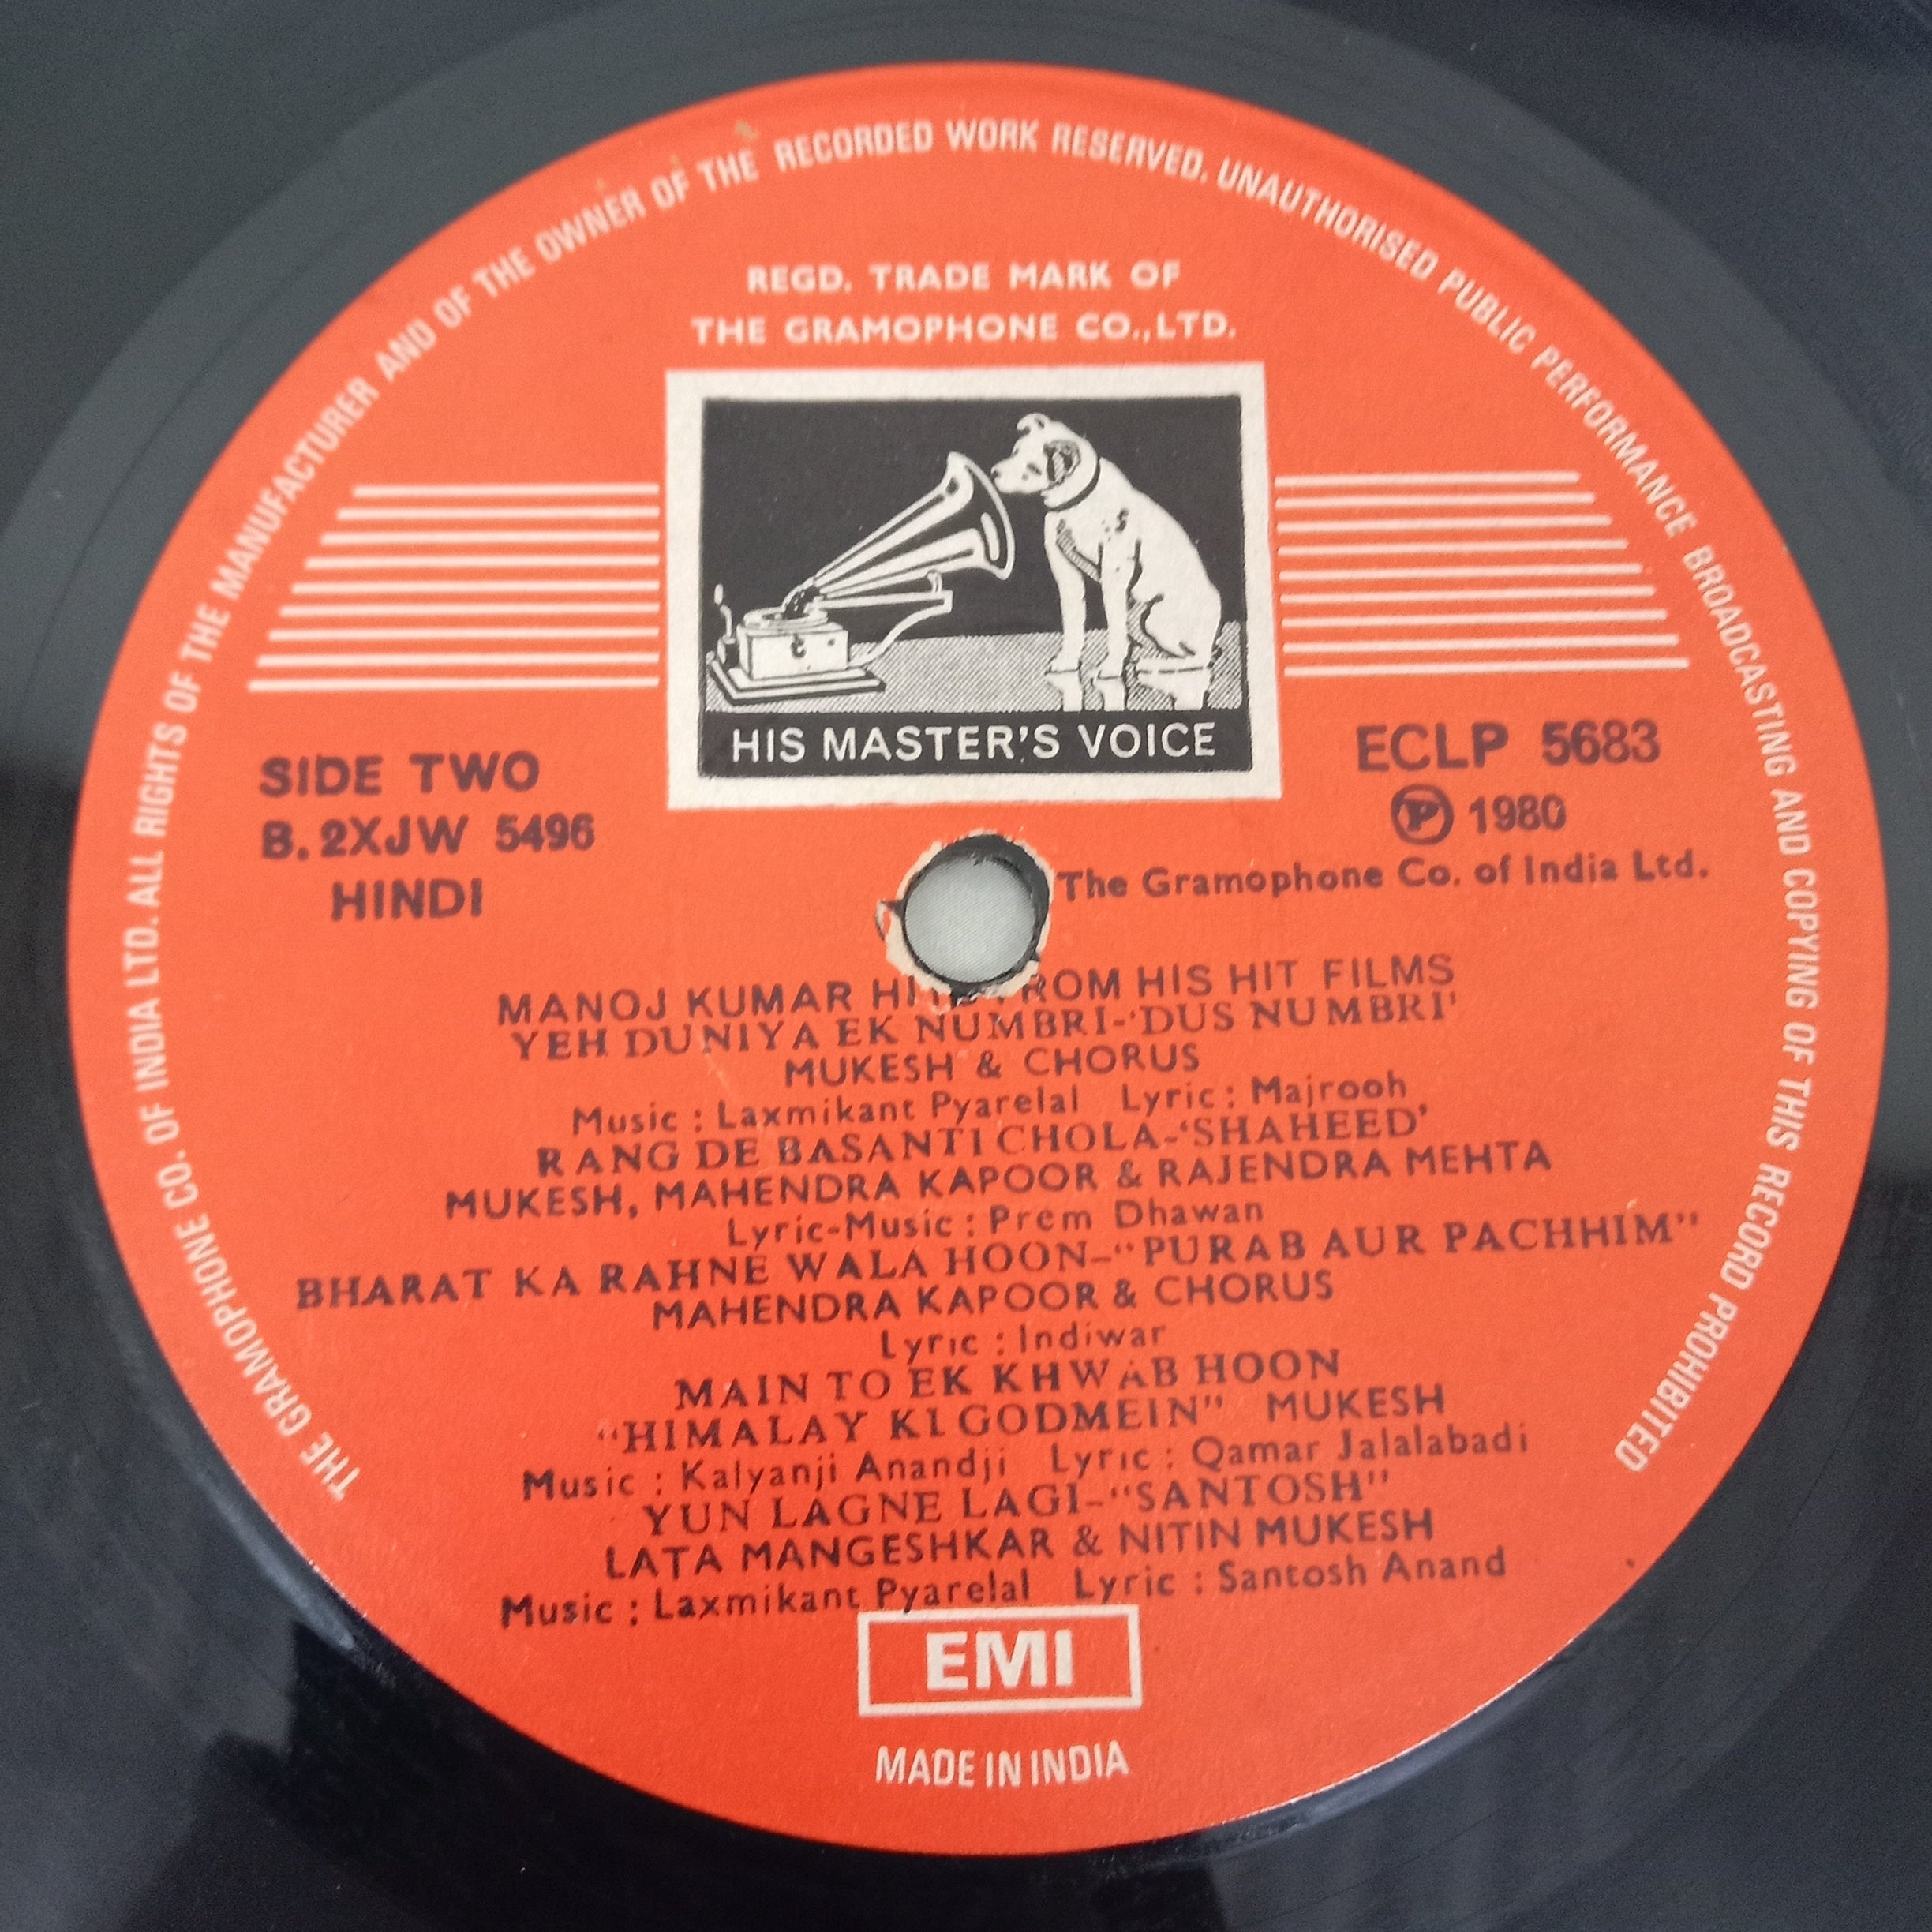 THE GRAMOPHONE CO. OF INDIA LTD. ALL RIGHTS OF THE MANUFACTURER AND OF THE OWNER OF THE RECORDED WORK RESERVED. UNAUTHORISED PUBLIC PERFORMANCE BROADCASTING AND COPYING OF THIS RECORD PROHIBITED
REGD. TRADE MARK OF
THE GRAMOPHONE CO.,LTD.
HIS MASTER'S VOICE
SIDE TWO
B. 2XJW 5496
HINDI
ECLP 5683
Ⓟ 1980
The Gramophone Co. of India Ltd.
MANOJ KUMAR HIS HIT FILMS
YEH DUNIYA EK NUMBRI-'DUS NUMBRI'
MUKESH & CHORUS
Music : Laxmikant Pyarelal Lyric : Majrooh
RANG DE BASANTI CHOLA-'SHAHEED'
MUKESH, MAHENDRA KAPOOR & RAJENDRA MEHTA
Lyric-Music : Prem Dhawan
BHARAT KA RAHNE WALA HOON-"PURAB AUR PACHHIM"
MAHENDRA KAPOOR & CHORUS
Lyric : Indiwar
MAIN TO EK KHWAB HOON
"HIMALAY KI GODMEIN" MUKESH
Music : Kalyanji Anandji Lyric : Qamar Jalalabadi
YUN LAGNE LAGI-"SANTOSH"
LATA MANGESHKAR & NITIN MUKESH
Music : Laxmikant Pyarelal Lyric : Santosh Anand
EMI
MADE IN INDIA